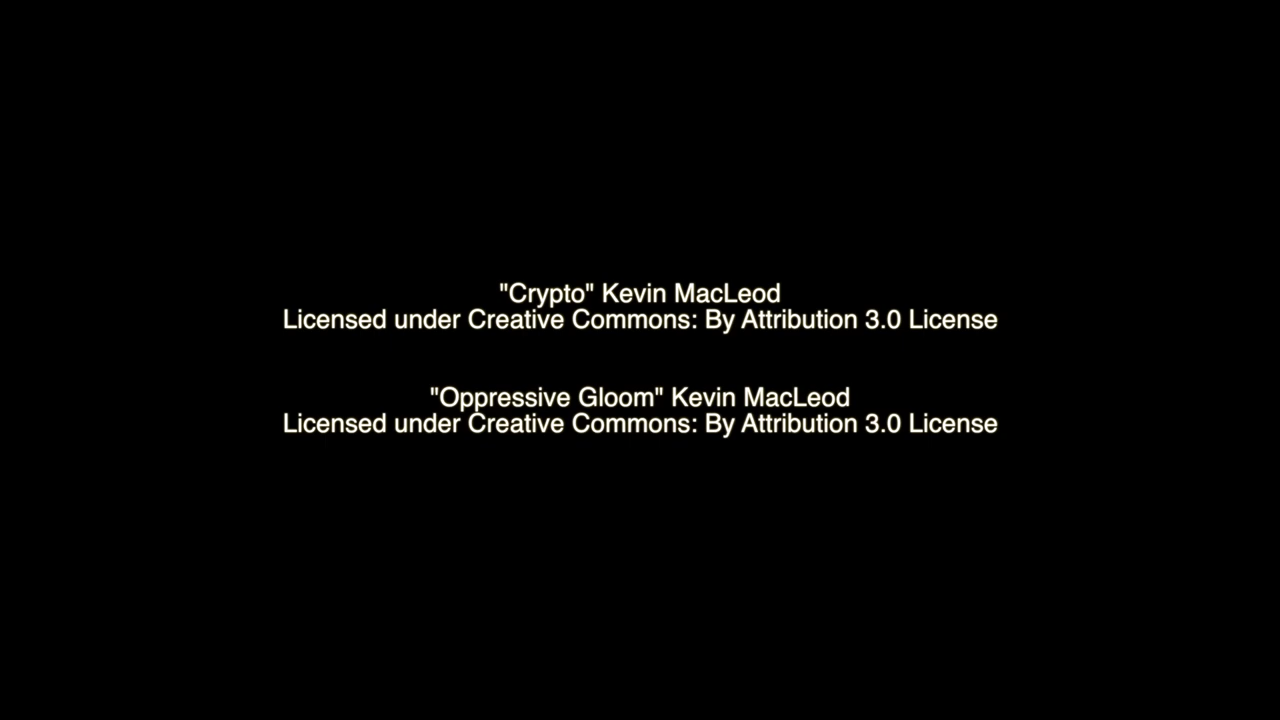 "Crypto" Kevin MacLeod
Licensed under Creative Commons: By Attribution 3.0 License
"Oppressive Gloom" Kevin MacLeod
Licensed under Creative Commons: By Attribution 3.0 License